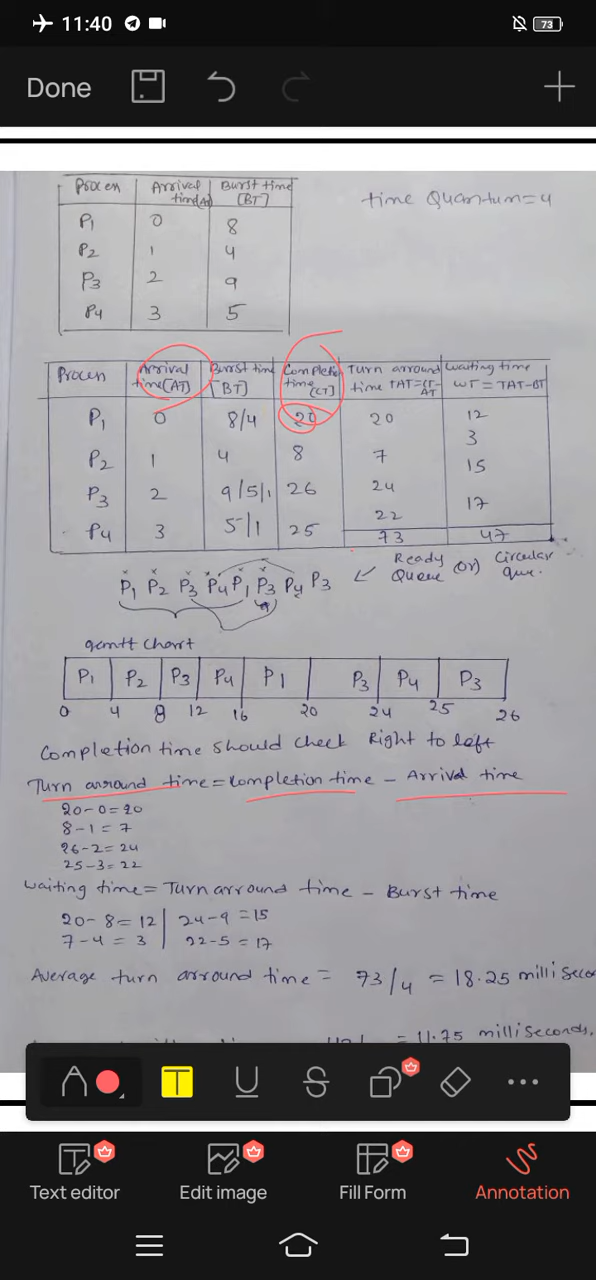 11:40
73
Done
Procen Arrival time(At) Burst time [BT]
time Quantum=4
P1 0 8
P2 1 4
P3 2 9
P4 3 5
Procen Arrival time[AT] Burst time [BT] Completion time [CT] Turn arround time TAT=CT-AT Waiting time WT=TAT-BT
P1 0 8/4 20 20 12
P2 1 4 8 7 3
P3 2 9/5/1 26 24 15
P4 3 5/1 25 22 17
73 47
P1 P2 P3 P4 P1 P3 P4 P3
Ready Queue (or) Circular que.
gantt chart
P1 P2 P3 P4 P1 P3 P4 P3
0 4 8 12 16 20 24 25 26
Completion time should check Right to left
Turn arround time = Completion time - Arrival time
20-0=20
8-1=7
26-2=24
25-3=22
Waiting time = Turn arround time - Burst time
20-8=12 24-9=15
7-4=3 22-5=17
Average turn arround time = 73/4 = 18.25 milliseco
= 11.75 milliseconds.
T U S
Text editor
Edit image
Fill Form
Annotation